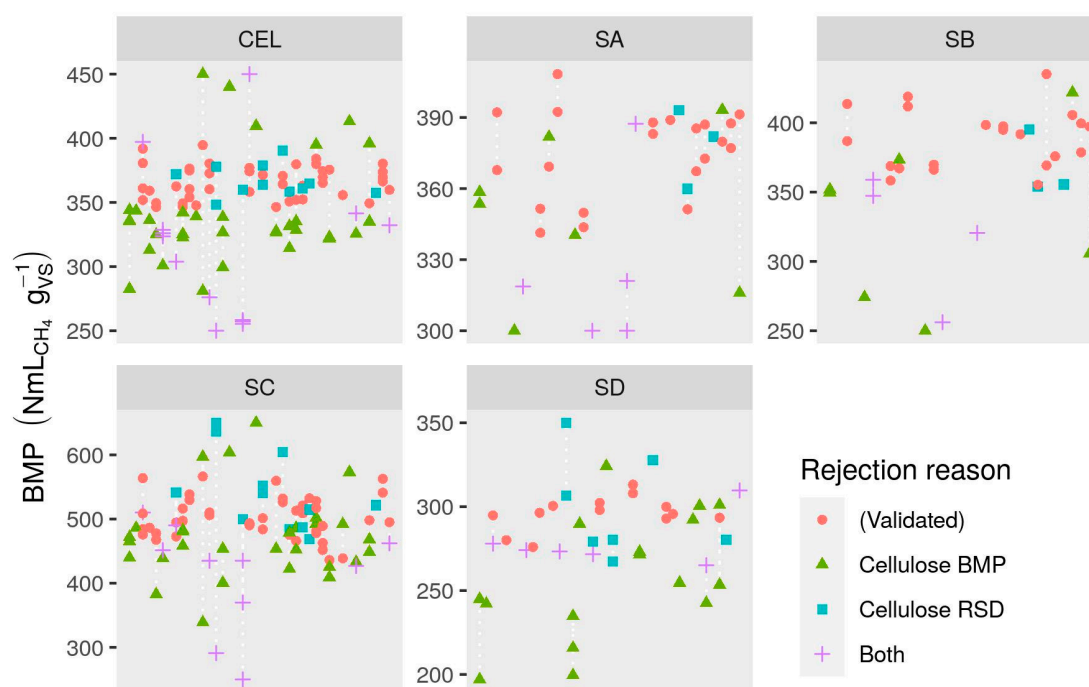 CEL
SA
SB
450
400
350
300
250
390
360
330
300
400
350
300
250
BMP (NmL_CH₄ g_VS⁻¹)
SC
SD
600
500
400
300
350
300
250
200
Rejection reason
(Validated)
Cellulose BMP
Cellulose RSD
Both